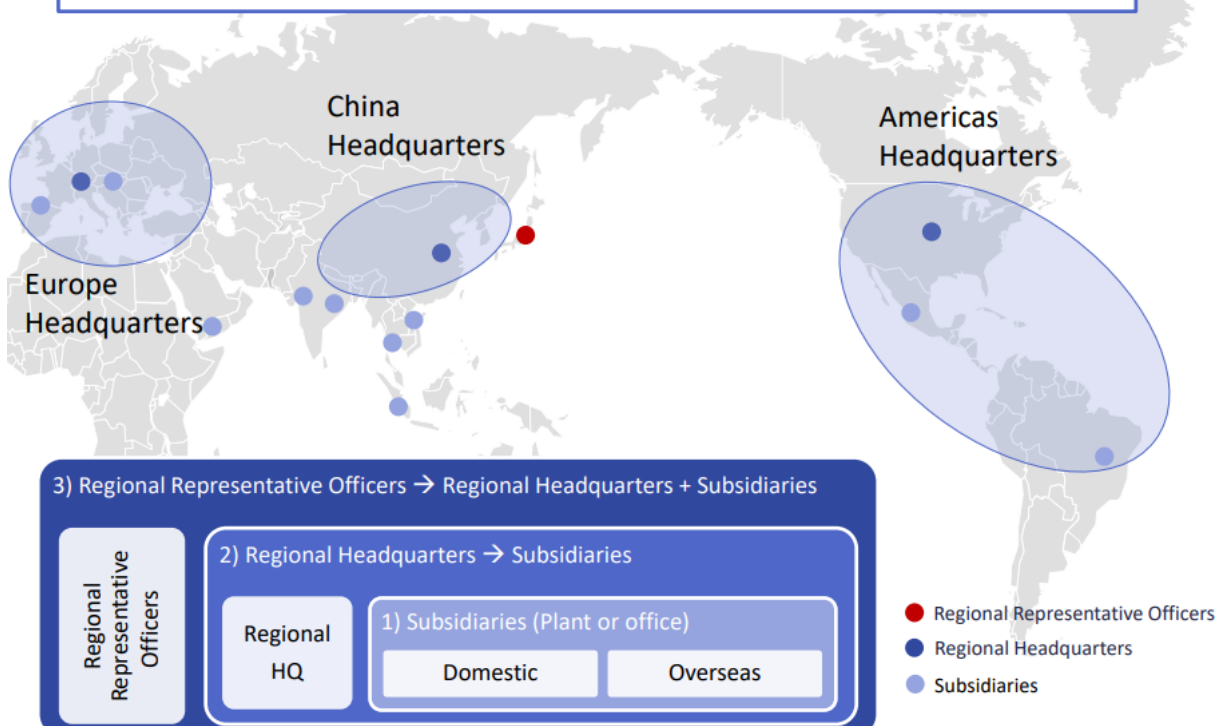 China
Headquarters
Americas
Headquarters
Europe
Headquarters
3) Regional Representative Officers → Regional Headquarters + Subsidiaries
Regional
Representative
Officers
2) Regional Headquarters → Subsidiaries
Regional
HQ
1) Subsidiaries (Plant or office)
Domestic
Overseas
Regional Representative Officers
Regional Headquarters
Subsidiaries